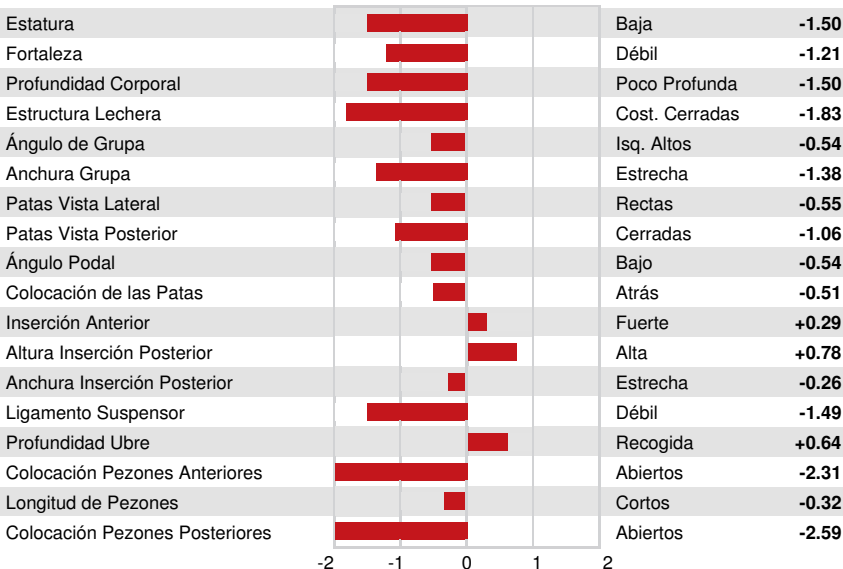 Estatura Baja -1.50
Fortaleza Débil -1.21
Profundidad Corporal Poco Profunda -1.50
Estructura Lechera Cost. Cerradas -1.83
Ángulo de Grupa Isq. Altos -0.54
Anchura Grupa Estrecha -1.38
Patas Vista Lateral Rectas -0.55
Patas Vista Posterior Cerradas -1.06
Ángulo Podal Bajo -0.54
Colocación de las Patas Atrás -0.51
Inserción Anterior Fuerte +0.29
Altura Inserción Posterior Alta +0.78
Anchura Inserción Posterior Estrecha -0.26
Ligamento Suspensor Débil -1.49
Profundidad Ubre Recogida +0.64
Colocación Pezones Anteriores Abiertos -2.31
Longitud de Pezones Cortos -0.32
Colocación Pezones Posteriores Abiertos -2.59
-2 -1 0 1 2